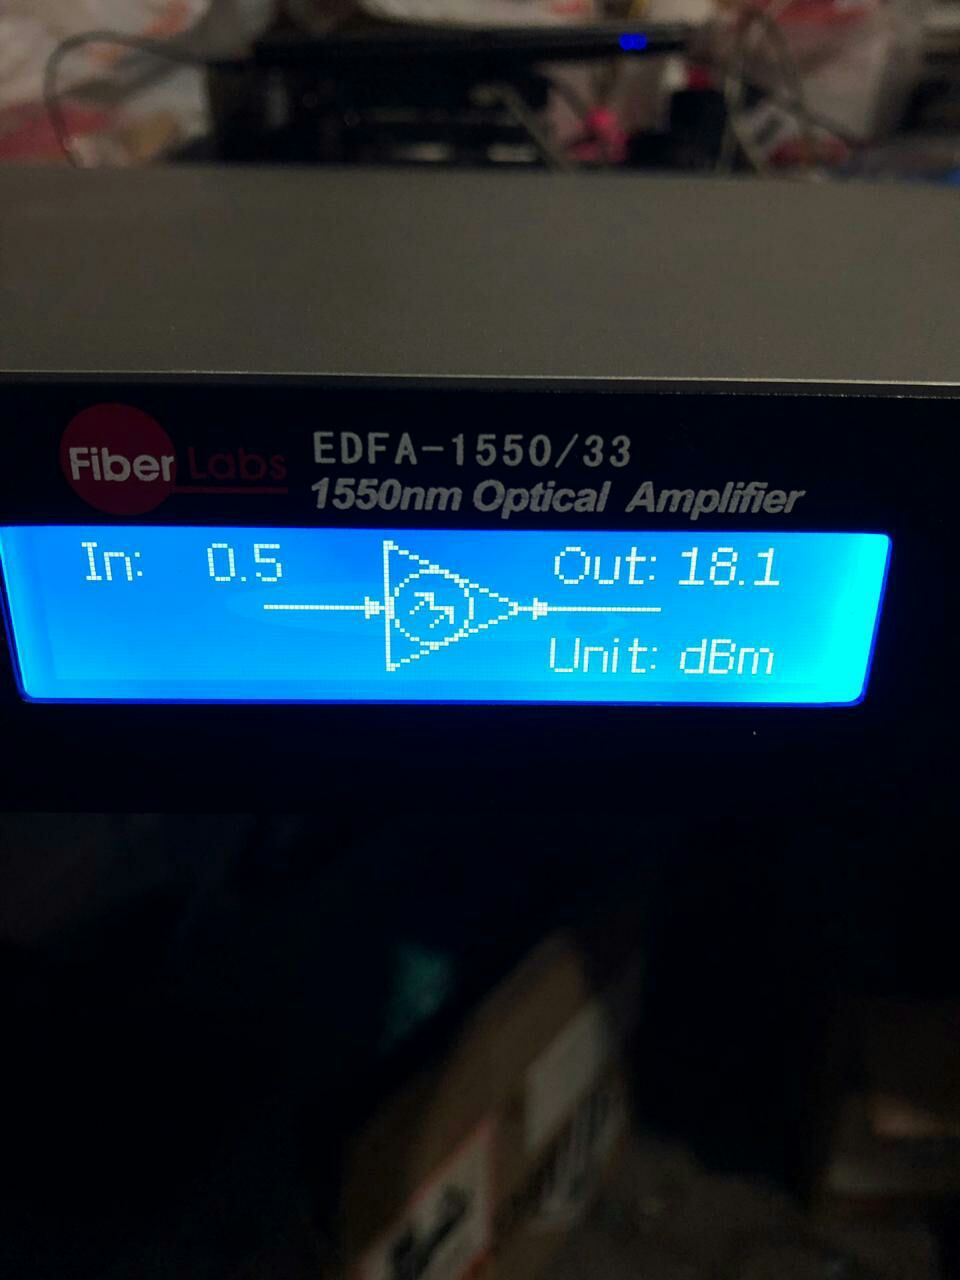 Fiber Labs
EDFA-1550/33
1550nm Optical Amplifier
In: 0.5
Out: 18.1
Unit: dBm